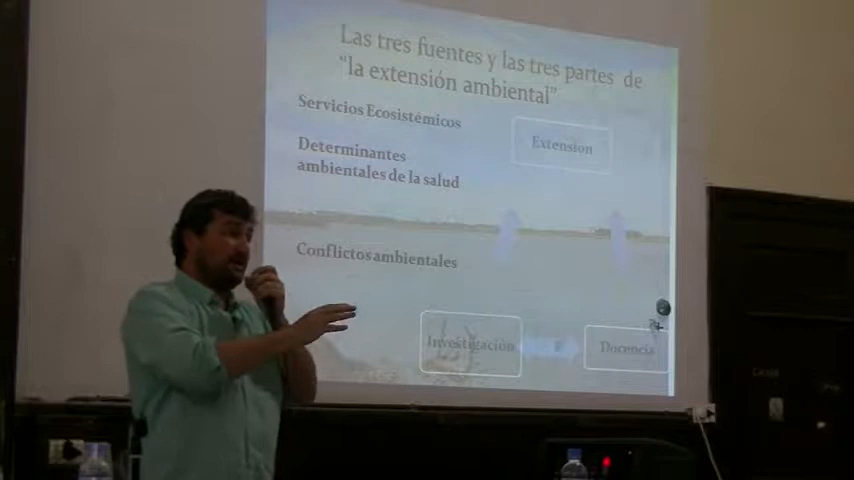 Las tres fuentes y las tres partes de
"la extensión ambiental"
Servicios Ecosistémicos
Extensión
Determinantes
ambientales de la salud
Conflictos ambientales
Investigación
Docencia